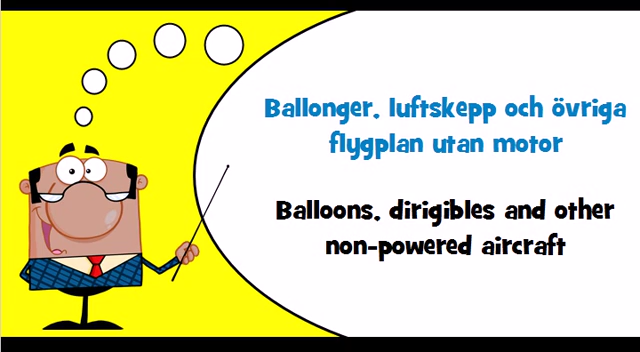 Ballonger, luftskepp och övriga
flygplan utan motor
Balloons, dirigibles and other
non-powered aircraft